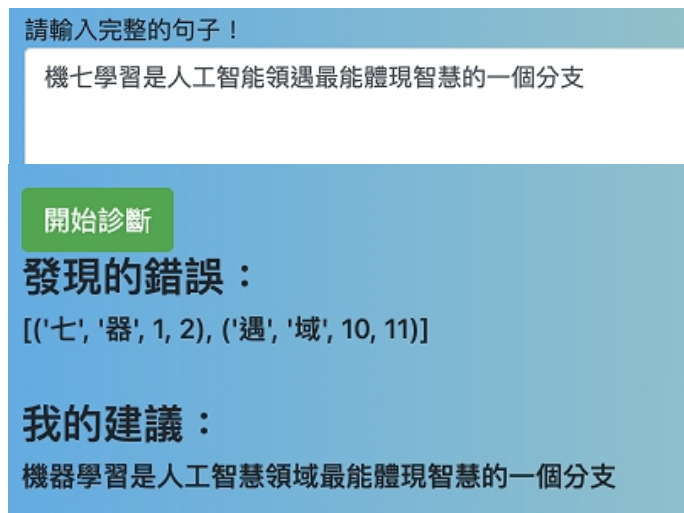 請輸入完整的句子！
機七學習是人工智能領遇最能體現智慧的一個分支
開始診斷
發現的錯誤：
[('七', '器', 1, 2), ('遇', '域', 10, 11)]
我的建議：
機器學習是人工智慧領域最能體現智慧的一個分支